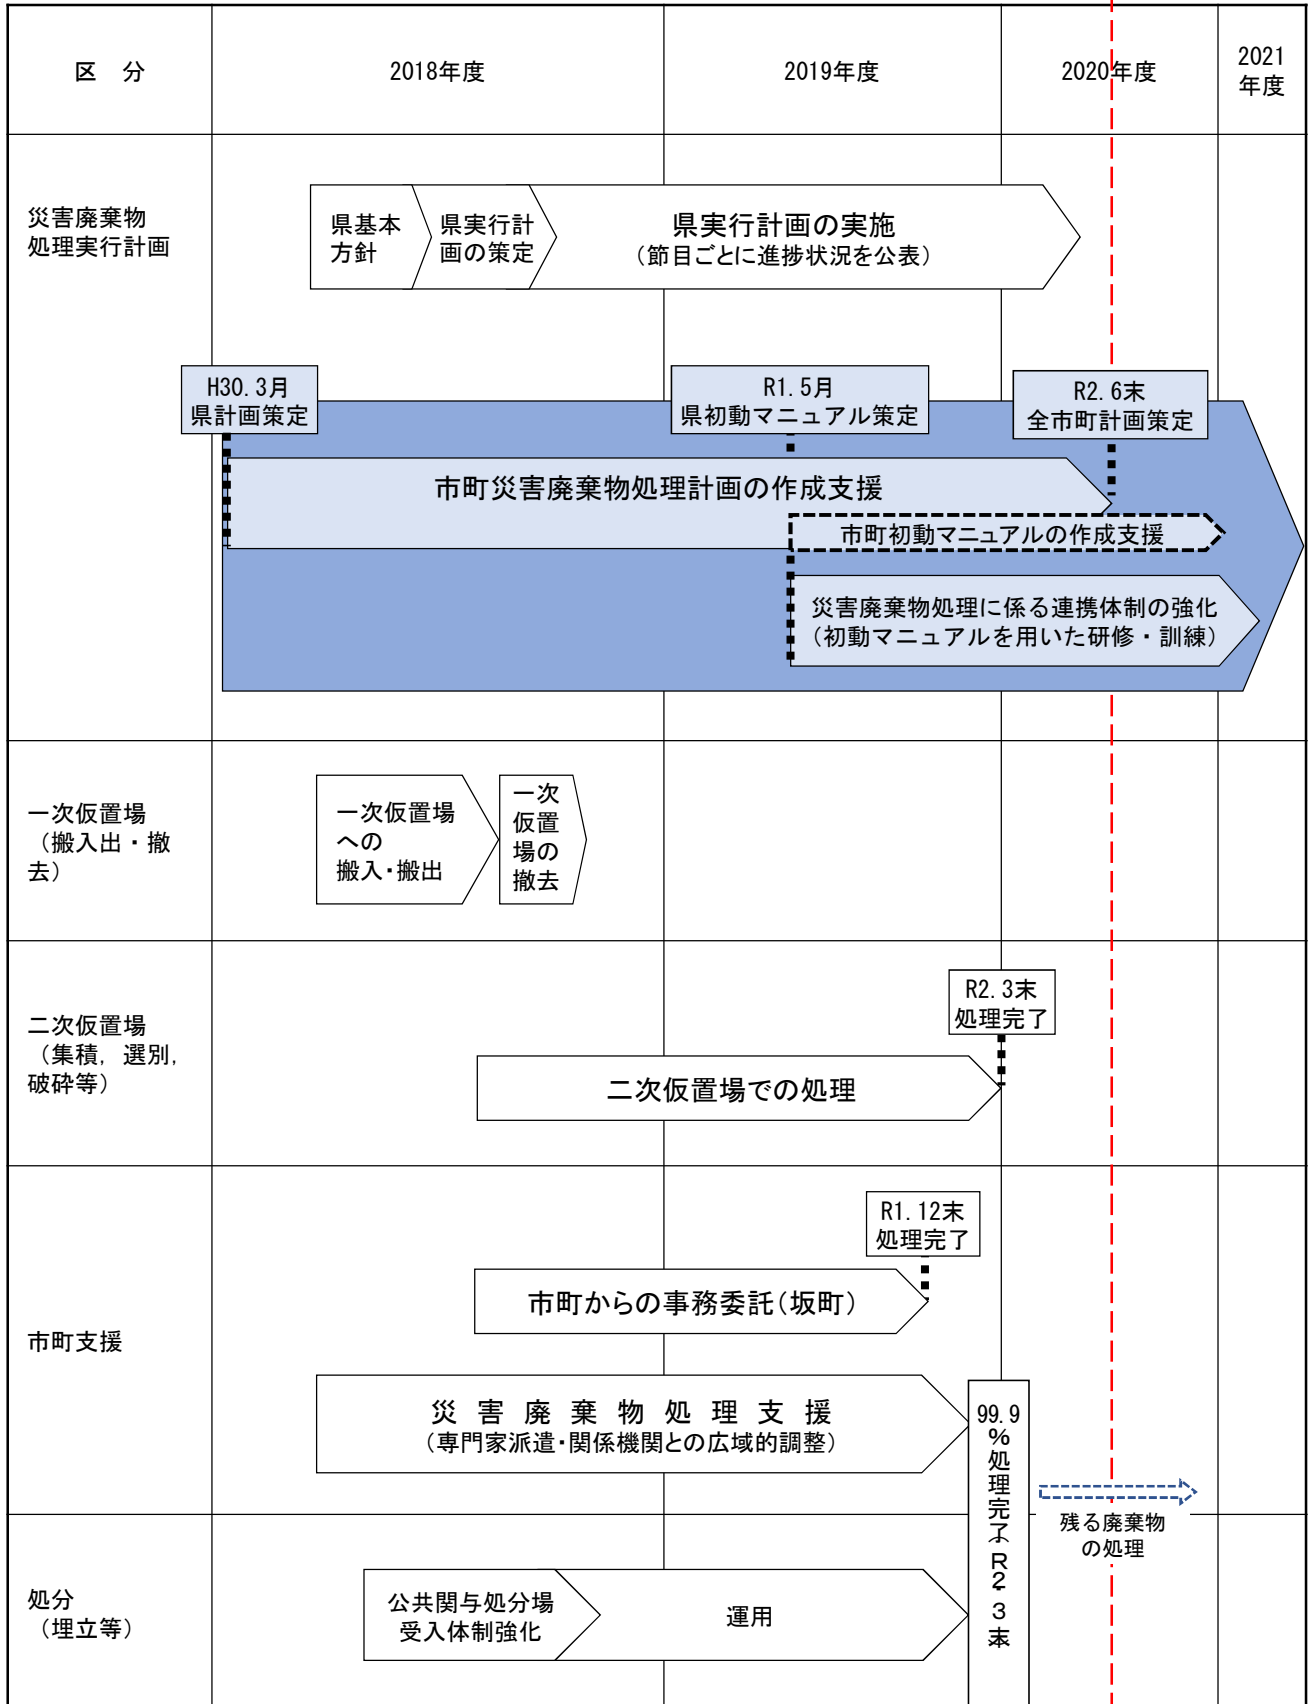 区　分
2018年度
2019年度
2020年度
2021
年度
災害廃棄物
処理実行計画
県基本
方針
県実行計
画の策定
県実行計画の実施
（節目ごとに進捗状況を公表）
H30.3月
県計画策定
R1.5月
県初動マニュアル策定
R2.6末
全市町計画策定
市町災害廃棄物処理計画の作成支援
市町初動マニュアルの作成支援
災害廃棄物処理に係る連携体制の強化
（初動マニュアルを用いた研修・訓練）
一次仮置場
（搬入出・撤
去）
一次仮置場
への
搬入・搬出
一次
仮置
場の
撤去
二次仮置場
（集積，選別，
破砕等）
R2.3末
処理完了
二次仮置場での処理
市町支援
R1.12末
処理完了
市町からの事務委託（坂町）
災害廃棄物処理支援
（専門家派遣・関係機関との広域的調整）
99.9%処理完了（R2.3末）
残る廃棄物
の処理
処分
（埋立等）
公共関与処分場
受入体制強化
運用